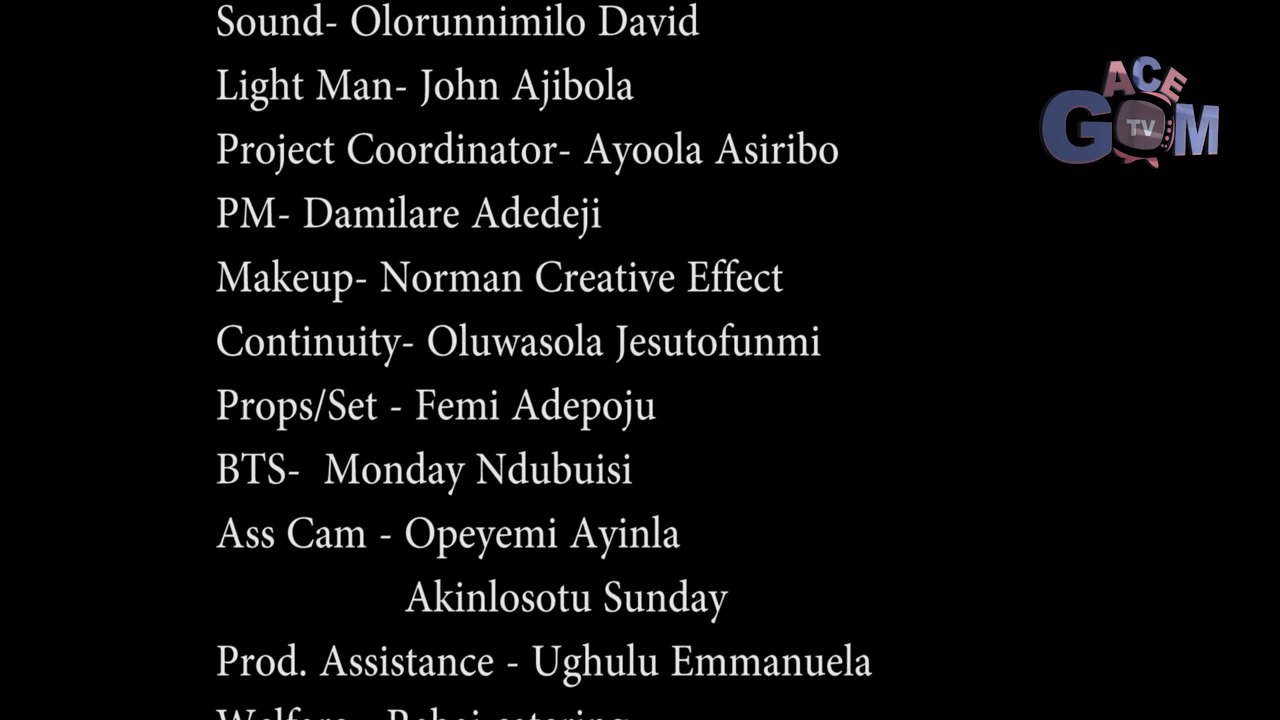 Sound- Olorunnimilo David
Light Man- John Ajibola
Project Coordinator- Ayoola Asiribo
PM- Damilare Adedeji
Makeup- Norman Creative Effect
Continuity- Oluwasola Jesutofunmi
Props/Set - Femi Adepoju
BTS-  Monday Ndubuisi
Ass Cam - Opeyemi Ayinla
Akinlosotu Sunday
Prod. Assistance - Ughulu Emmanuela
Welfare - catering
ACE
G TV M